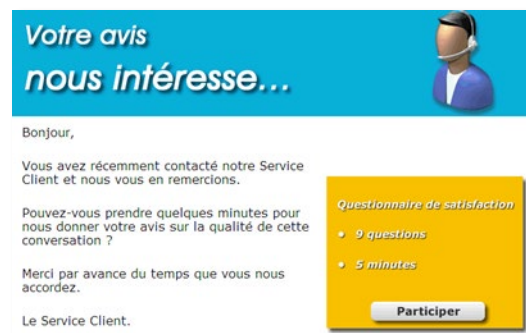 Votre avis
nous intéresse...
Bonjour,
Vous avez récemment contacté notre Service
Client et nous vous en remercions.
Pouvez-vous prendre quelques minutes pour
nous donner votre avis sur la qualité de cette
conversation ?
Merci par avance du temps que vous nous
accordez.
Le Service Client.
Questionnaire de satisfaction
• 9 questions
• 5 minutes
Participer